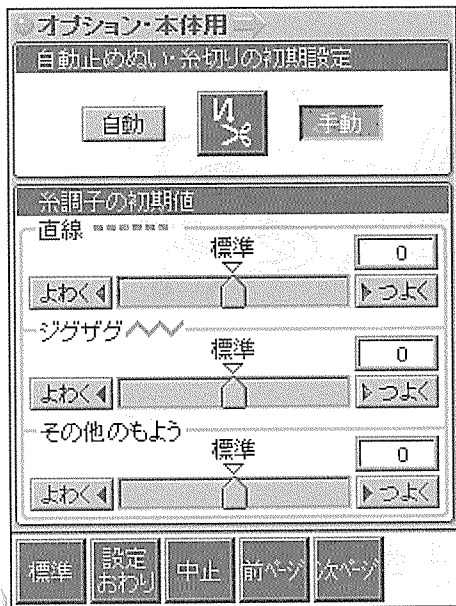 オプション・本体用
自動止めぬい・糸切りの初期設定
自動 手動
糸調子の初期値
直線
標準 0
よわく つよく
ジグザグ
標準 0
よわく つよく
その他のもよう
標準 0
よわく つよく
標準 設定おわり 中止 前ページ 次ページ